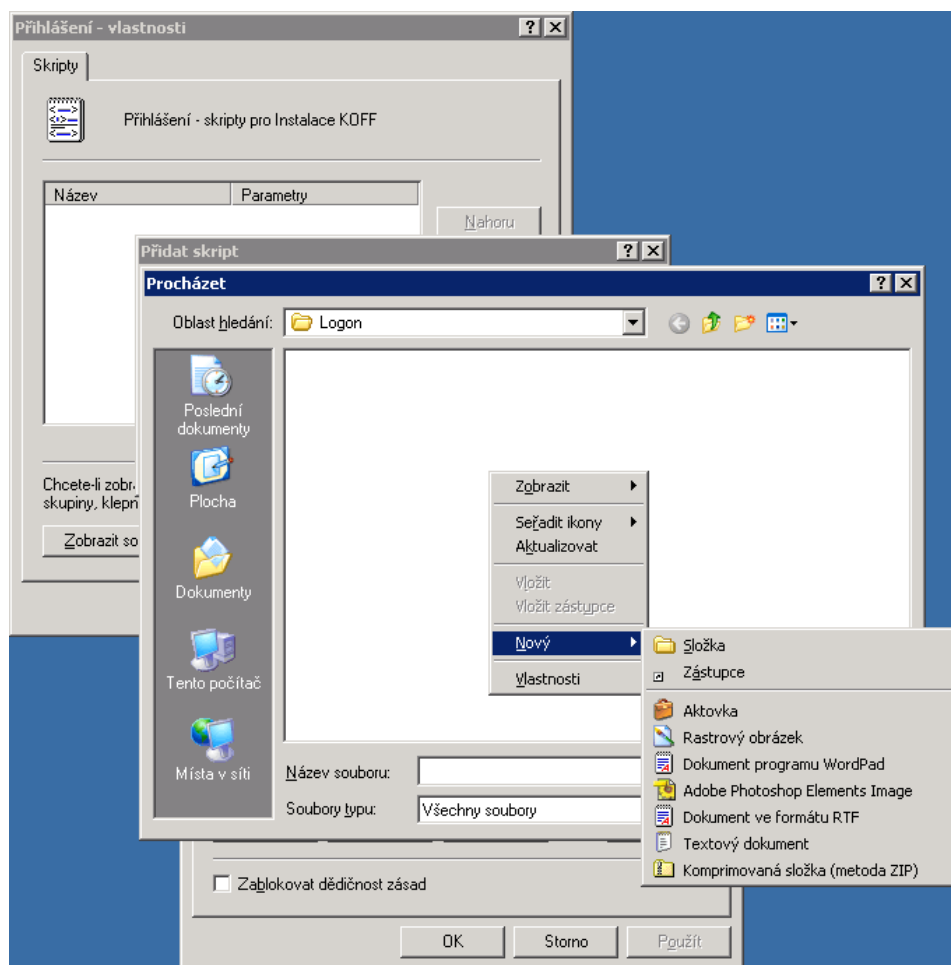 Přihlášení - vlastnosti
Skripty
Přihlášení - skripty pro Instalace KOFF
Název
Parametry
Nahoru
Přidat skript
Procházet
Oblast hledání:
Logon
Poslední
dokumenty
Plocha
Dokumenty
Tento počítač
Místa v síti
Chcete-li
skupiny,
Zobrazit
Zobrazit
Seřadit ikony
Aktualizovat
Vložit
Vložit zástupce
Nový
Vlastnosti
Složka
Zástupce
Aktovka
Rastrový obrázek
Dokument programu WordPad
Adobe Photoshop Elements Image
Dokument ve formátu RTF
Textový dokument
Komprimovaná složka (metoda ZIP)
Název souboru:
Soubory typu:
Všechny soubory
Zablokovat dědičnost zásad
OK
Storno
Použít